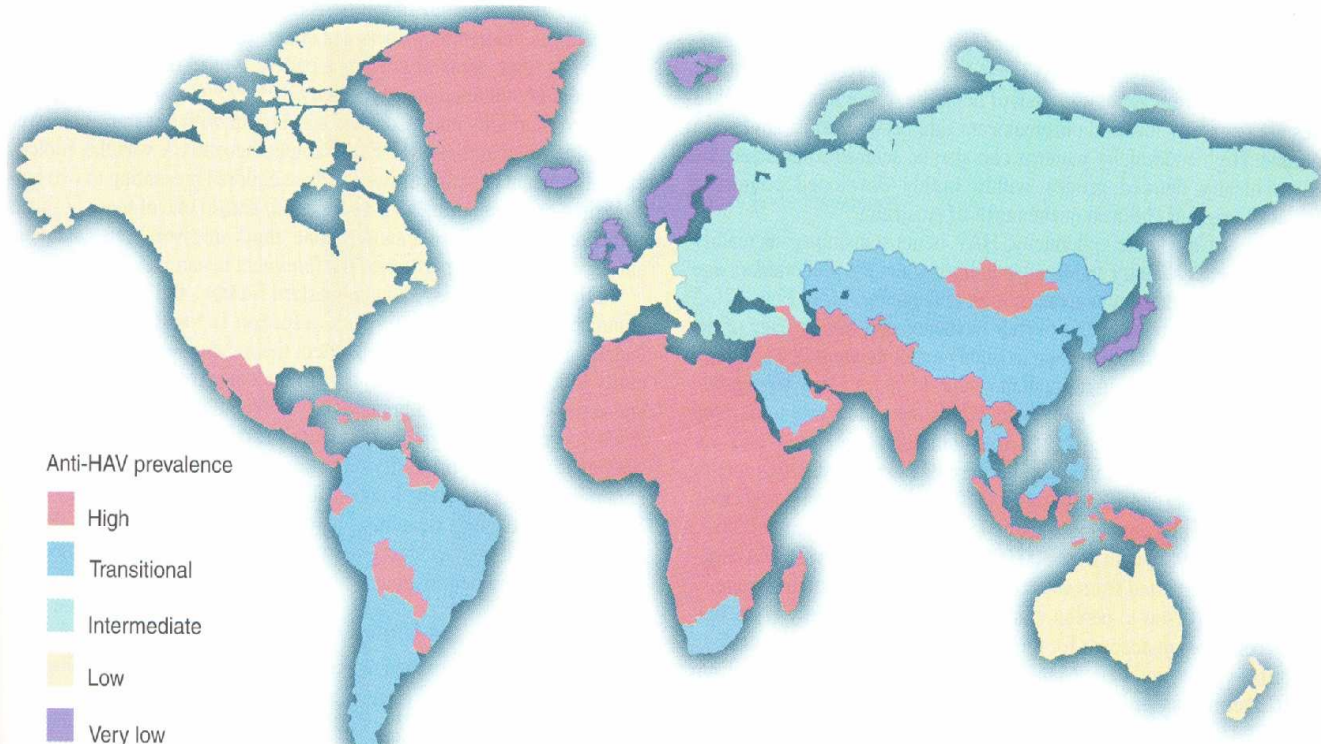 Anti-HAV prevalence
High
Transitional
Intermediate
Low
Very low